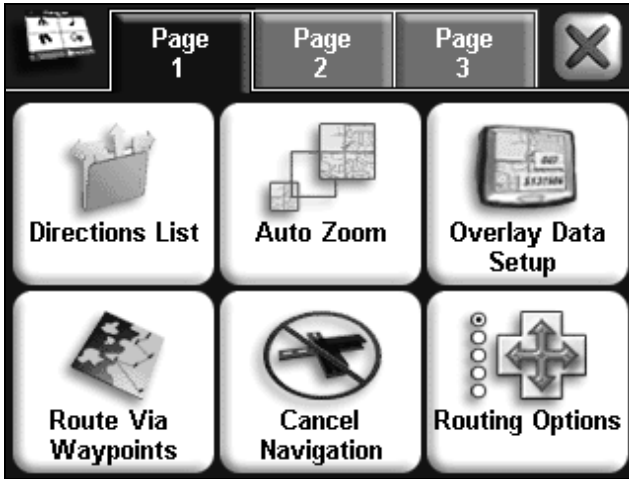 Page
1
Page
2
Page
3
Directions List
Auto Zoom
Overlay Data
Setup
Route Via
Waypoints
Cancel
Navigation
Routing Options